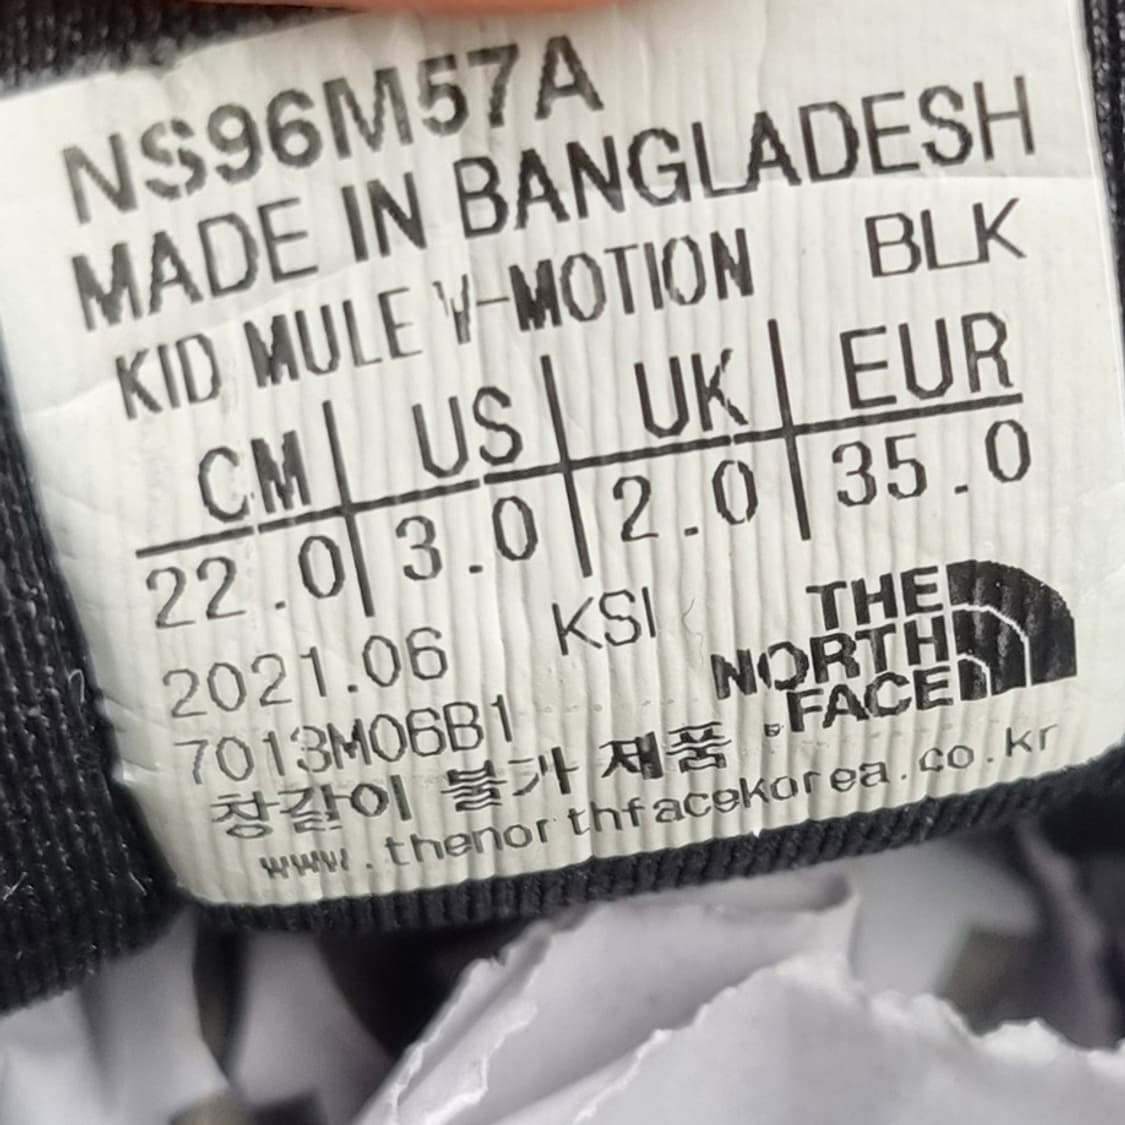 NS96M57A
MADE IN BANGLADESH
KID MULE V-MOTION BLK
CM US UK EUR
22.0 3.0 2.0 35.0
2021.06 KSI
7013M06B1
THE
NORTH
FACE
창갈이 불가 제품
www.thenorthfacekorea.co.kr